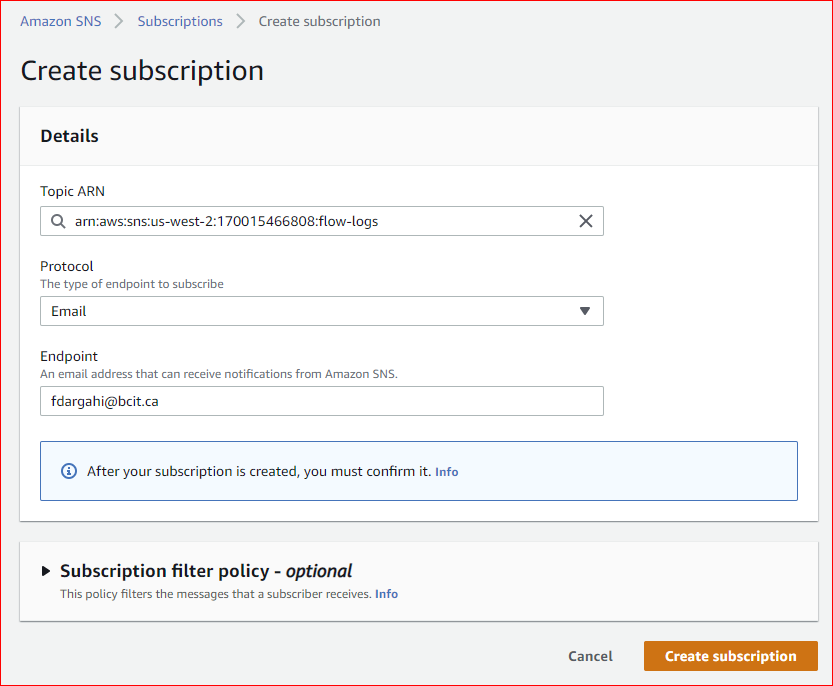 Amazon SNS > Subscriptions > Create subscription
Create subscription
Details
Topic ARN
arn:aws:sns:us-west-2:170015466808:flow-logs
Protocol
The type of endpoint to subscribe
Email
Endpoint
An email address that can receive notifications from Amazon SNS.
fdargahi@bcit.ca
After your subscription is created, you must confirm it. Info
Subscription filter policy - optional
This policy filters the messages that a subscriber receives. Info
Cancel Create subscription